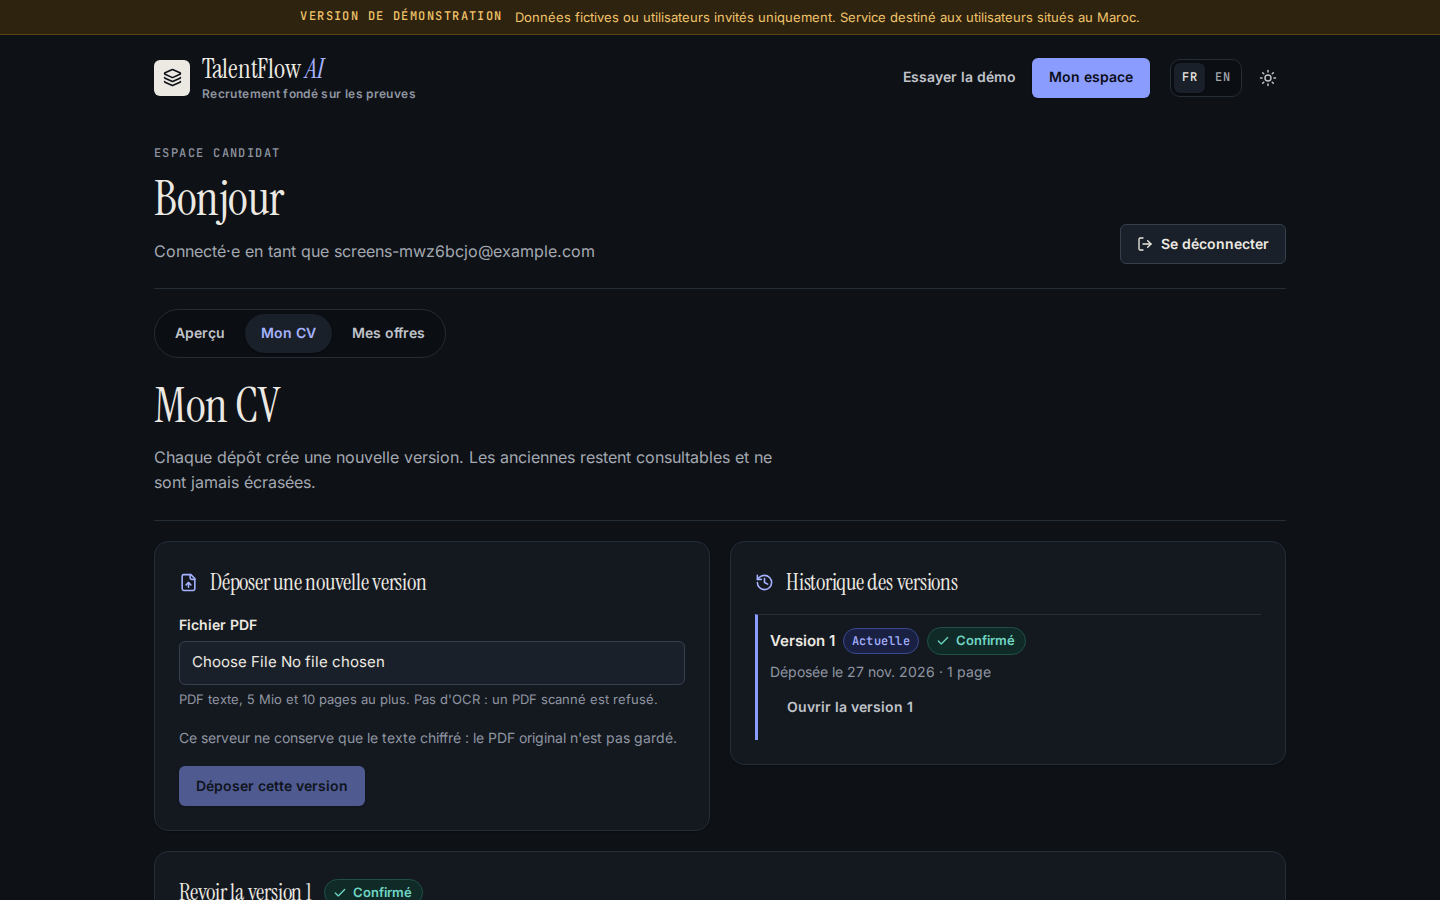 VERSION DE DÉMONSTRATION Données fictives ou utilisateurs invités uniquement. Service destiné aux utilisateurs situés au Maroc.
TalentFlow AI
Recrutement fondé sur les preuves
Essayer la démo
Mon espace
FR EN
ESPACE CANDIDAT
Bonjour
Connecté·e en tant que screens-mwz6bcjo@example.com
Se déconnecter
Aperçu Mon CV Mes offres
Mon CV
Chaque dépôt crée une nouvelle version. Les anciennes restent consultables et ne
sont jamais écrasées.
Déposer une nouvelle version
Fichier PDF
Choose File No file chosen
PDF texte, 5 Mio et 10 pages au plus. Pas d'OCR : un PDF scanné est refusé.
Ce serveur ne conserve que le texte chiffré : le PDF original n'est pas gardé.
Déposer cette version
Historique des versions
Version 1 Actuelle Confirmé
Déposée le 27 nov. 2026 · 1 page
Ouvrir la version 1
Revoir la version 1 Confirmé